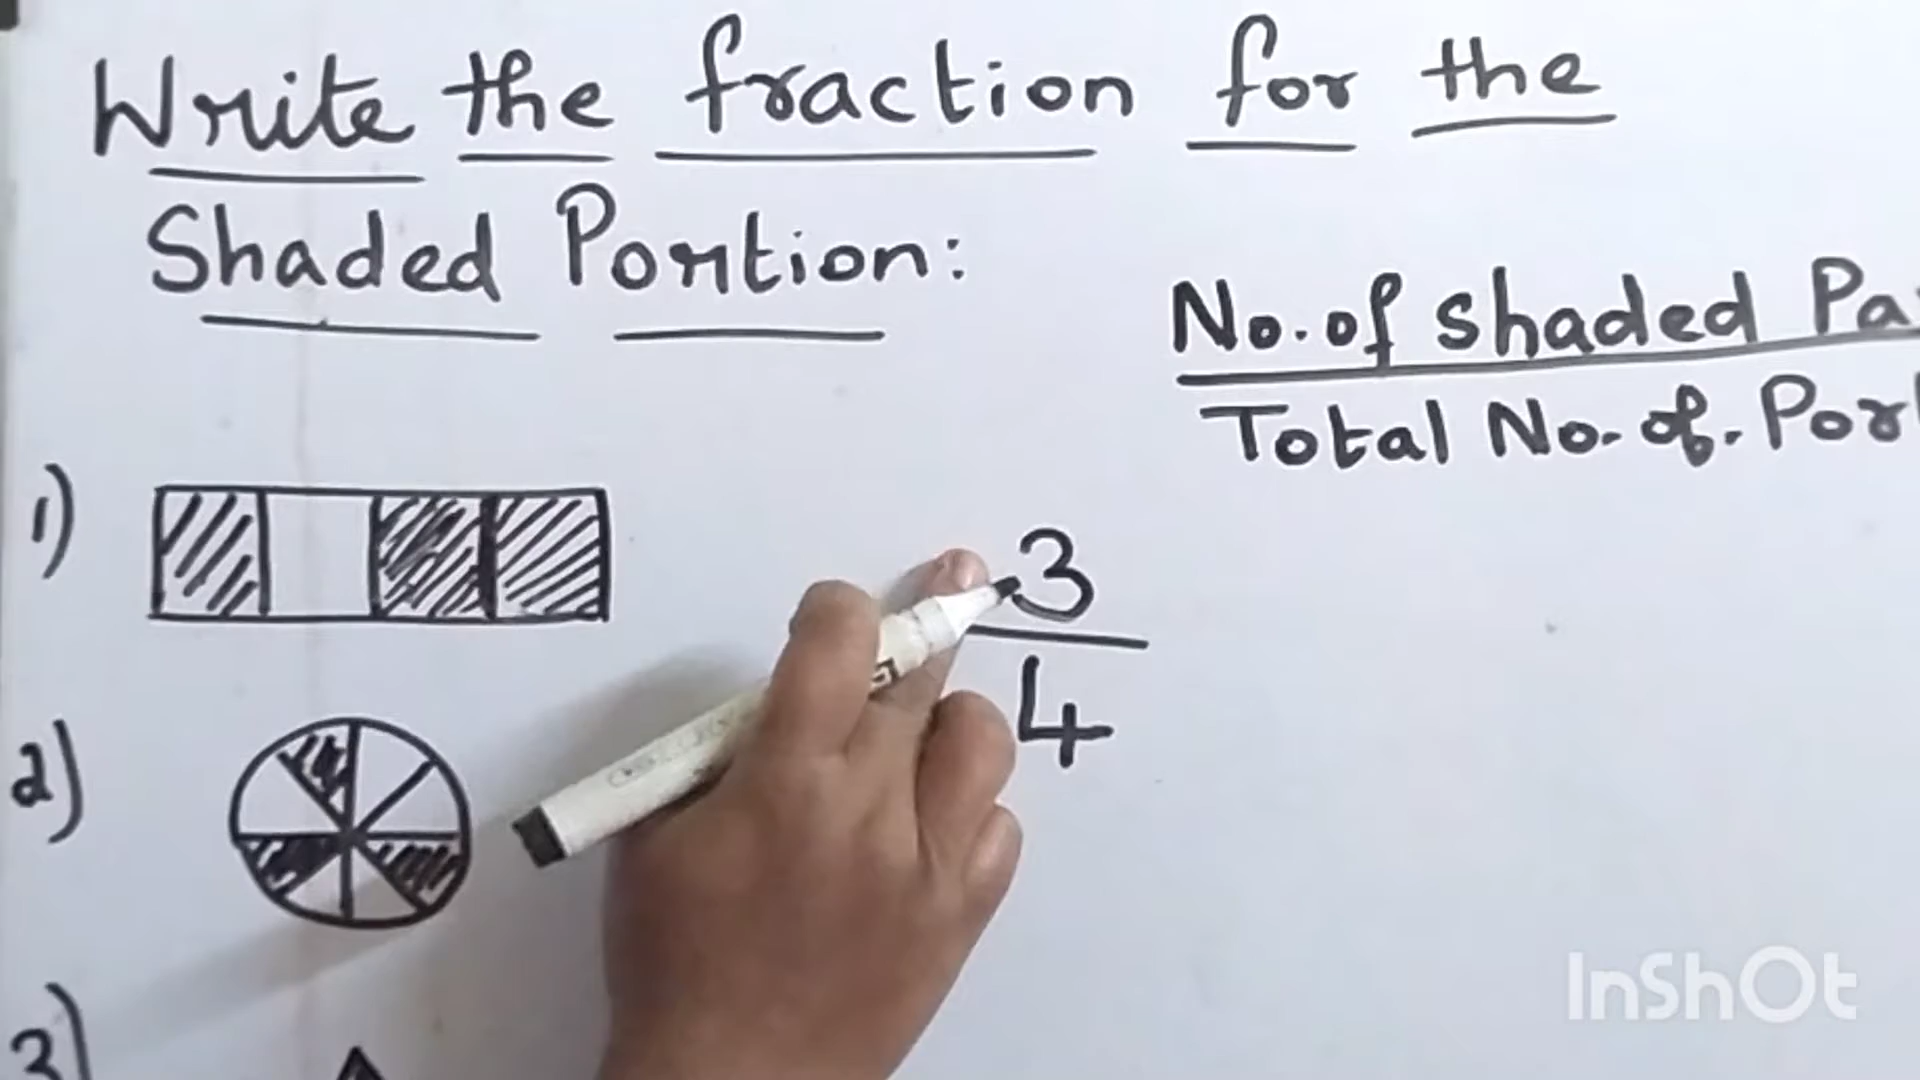 Write the fraction for the
Shaded Portion:
No. of shaded Pa
Total No. of. Por
1)
3
4
2)
3)
InShOt